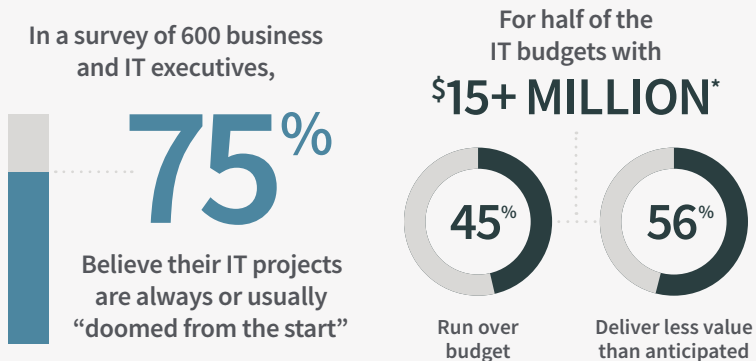 In a survey of 600 business
and IT executives,
75%
Believe their IT projects
are always or usually
“doomed from the start”
For half of the
IT budgets with
$15+ MILLION*
45%
Run over
budget
56%
Deliver less value
than anticipated